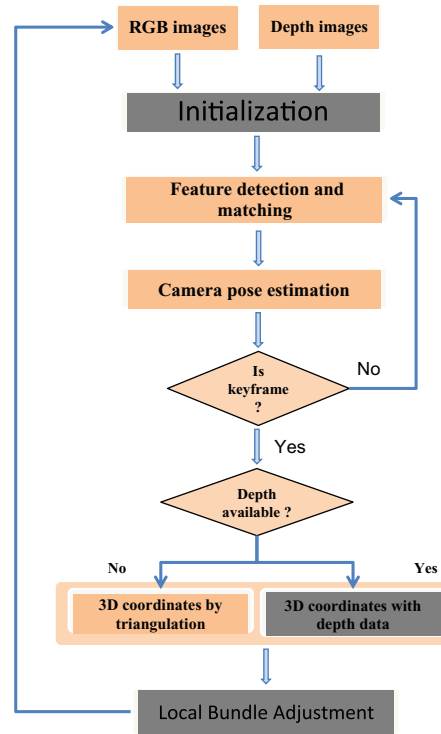 RGB images
Depth images
Initialization
Feature detection and
matching
Camera pose estimation
Is
keyframe
?
No
Yes
Depth
available ?
No
Yes
3D coordinates by
triangulation
3D coordinates with
depth data
Local Bundle Adjustment